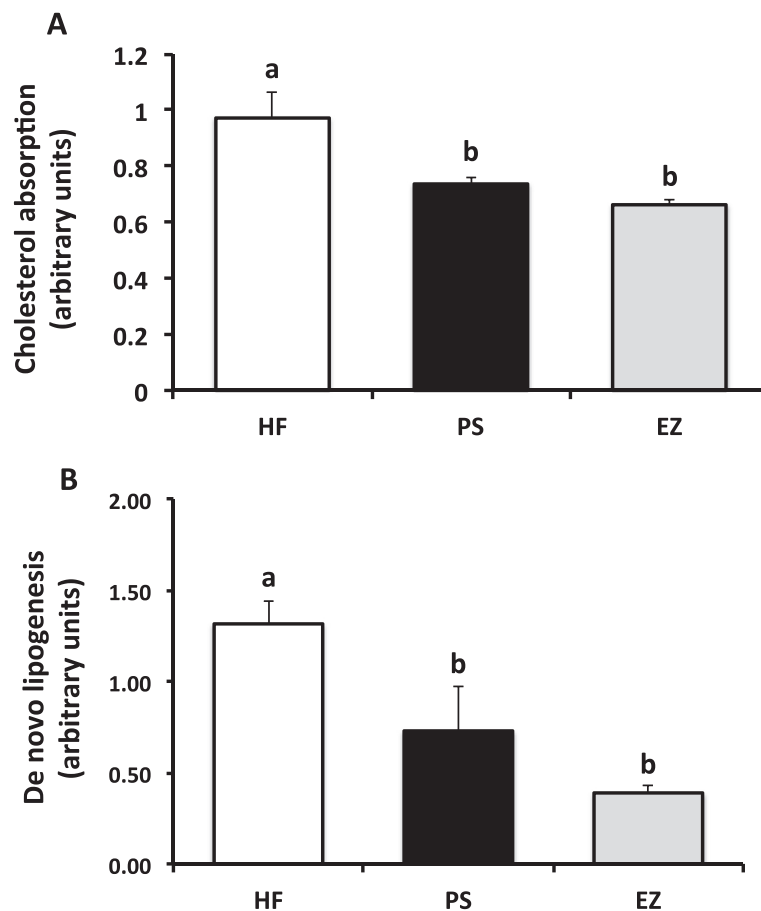 A
Cholesterol absorption
(arbitrary units)
1.2
1
0.8
0.6
0.4
0.2
0
a
b
b
HF
PS
EZ
B
De novo lipogenesis
(arbitrary units)
2.00
1.50
1.00
0.50
0.00
a
b
b
HF
PS
EZ